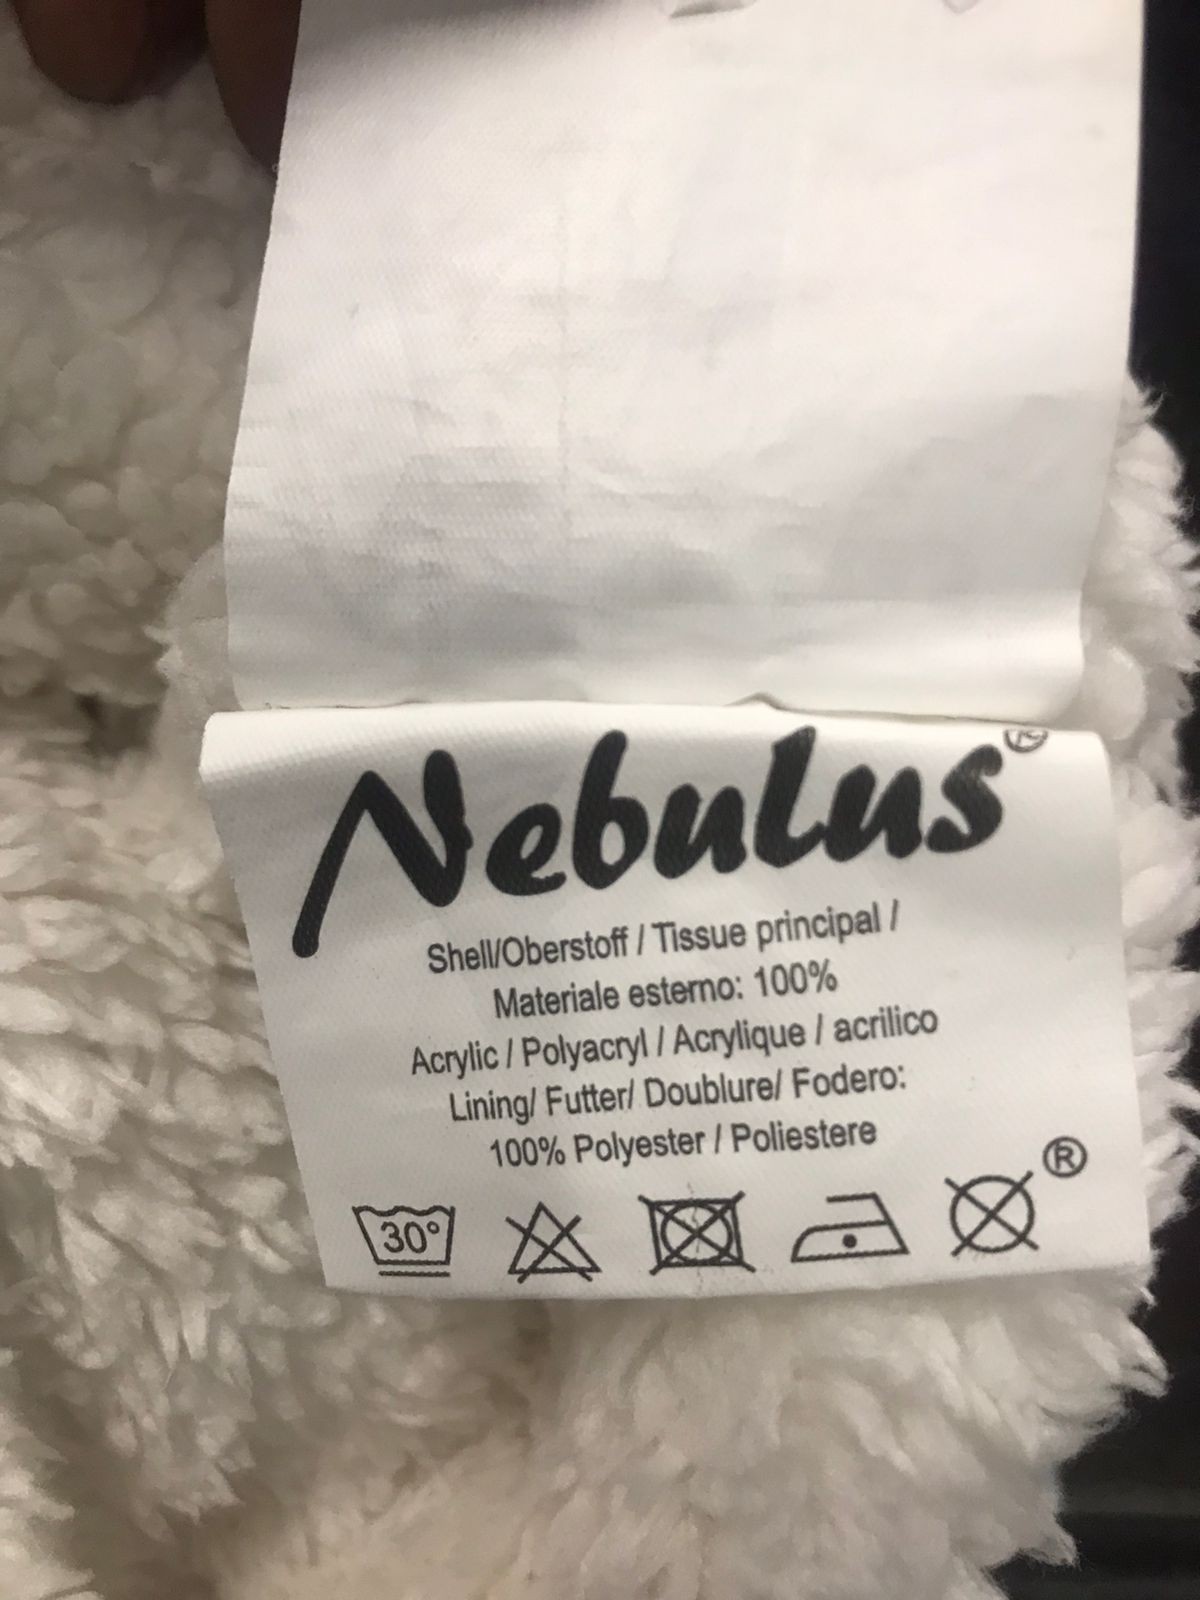 Nebulus®
Shell/Oberstoff / Tissue principal /
Materiale esterno: 100%
Acrylic / Polyacryl / Acrylique / acrilico
Lining/ Futter/ Doublure/ Fodero:
100% Polyester / Poliestere
30° ®